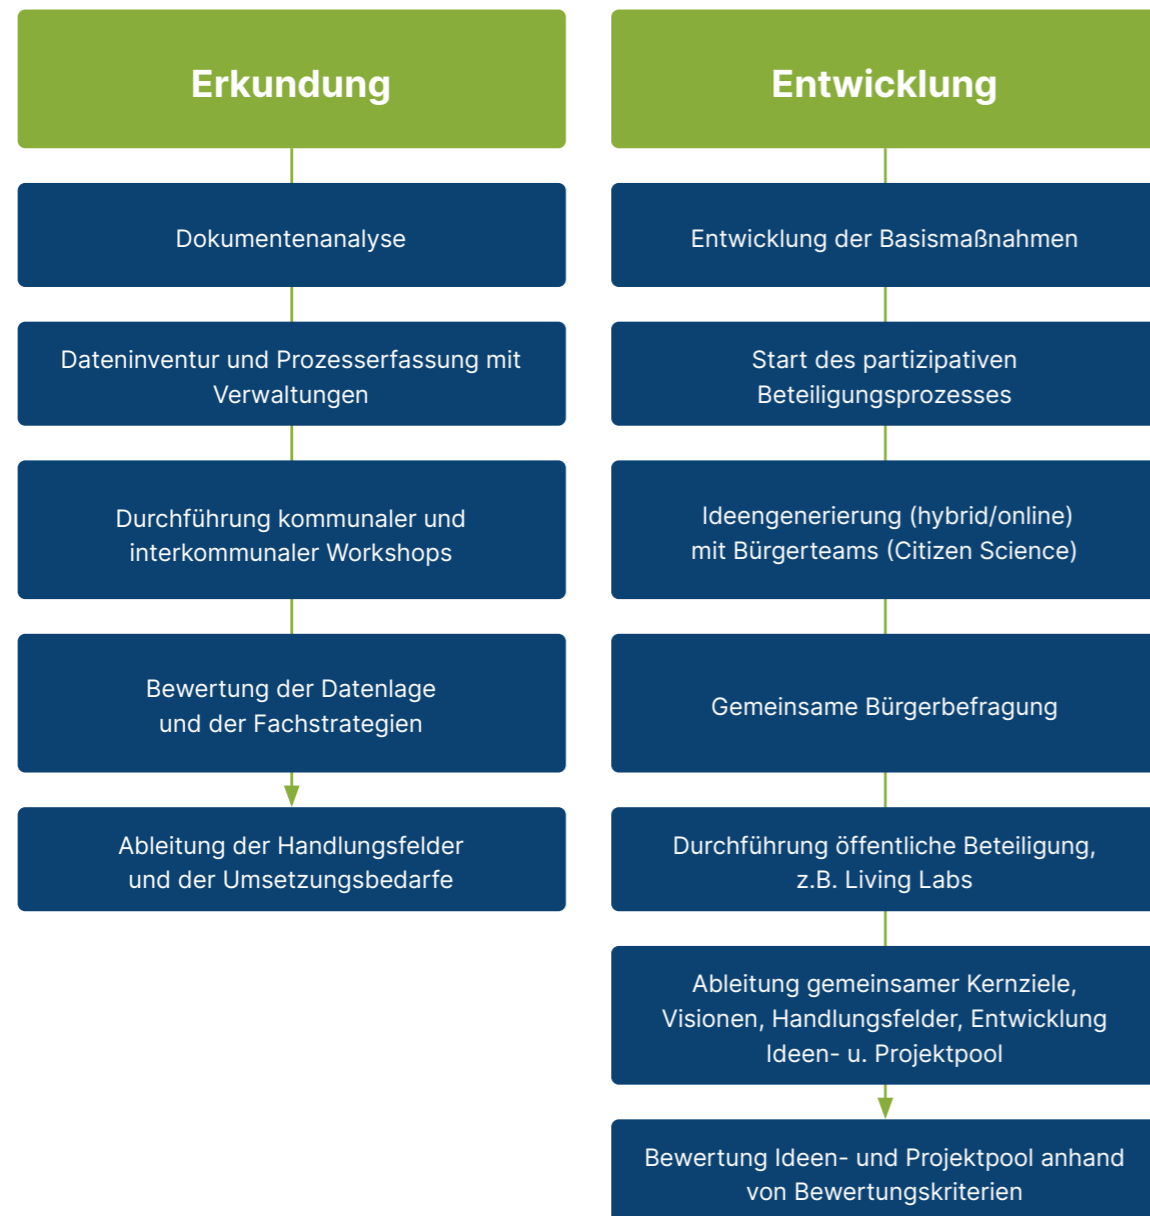 Erkundung
Dokumentenanalyse
Dateninventur und Prozesserfassung mit
Verwaltungen
Durchführung kommunaler und
interkommunaler Workshops
Bewertung der Datenlage
und der Fachstrategien
Ableitung der Handlungsfelder
und der Umsetzungsbedarfe
Entwicklung
Entwicklung der Basismaßnahmen
Start des partizipativen
Beteiligungsprozesses
Ideengenerierung (hybrid/online)
mit Bürgerteams (Citizen Science)
Gemeinsame Bürgerbefragung
Durchführung öffentliche Beteiligung,
z.B. Living Labs
Ableitung gemeinsamer Kernziele,
Visionen, Handlungsfelder, Entwicklung
Ideen- u. Projektpool
Bewertung Ideen- und Projektpool anhand
von Bewertungskriterien